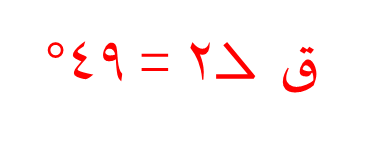 ق ∠٢ = ٤٩°